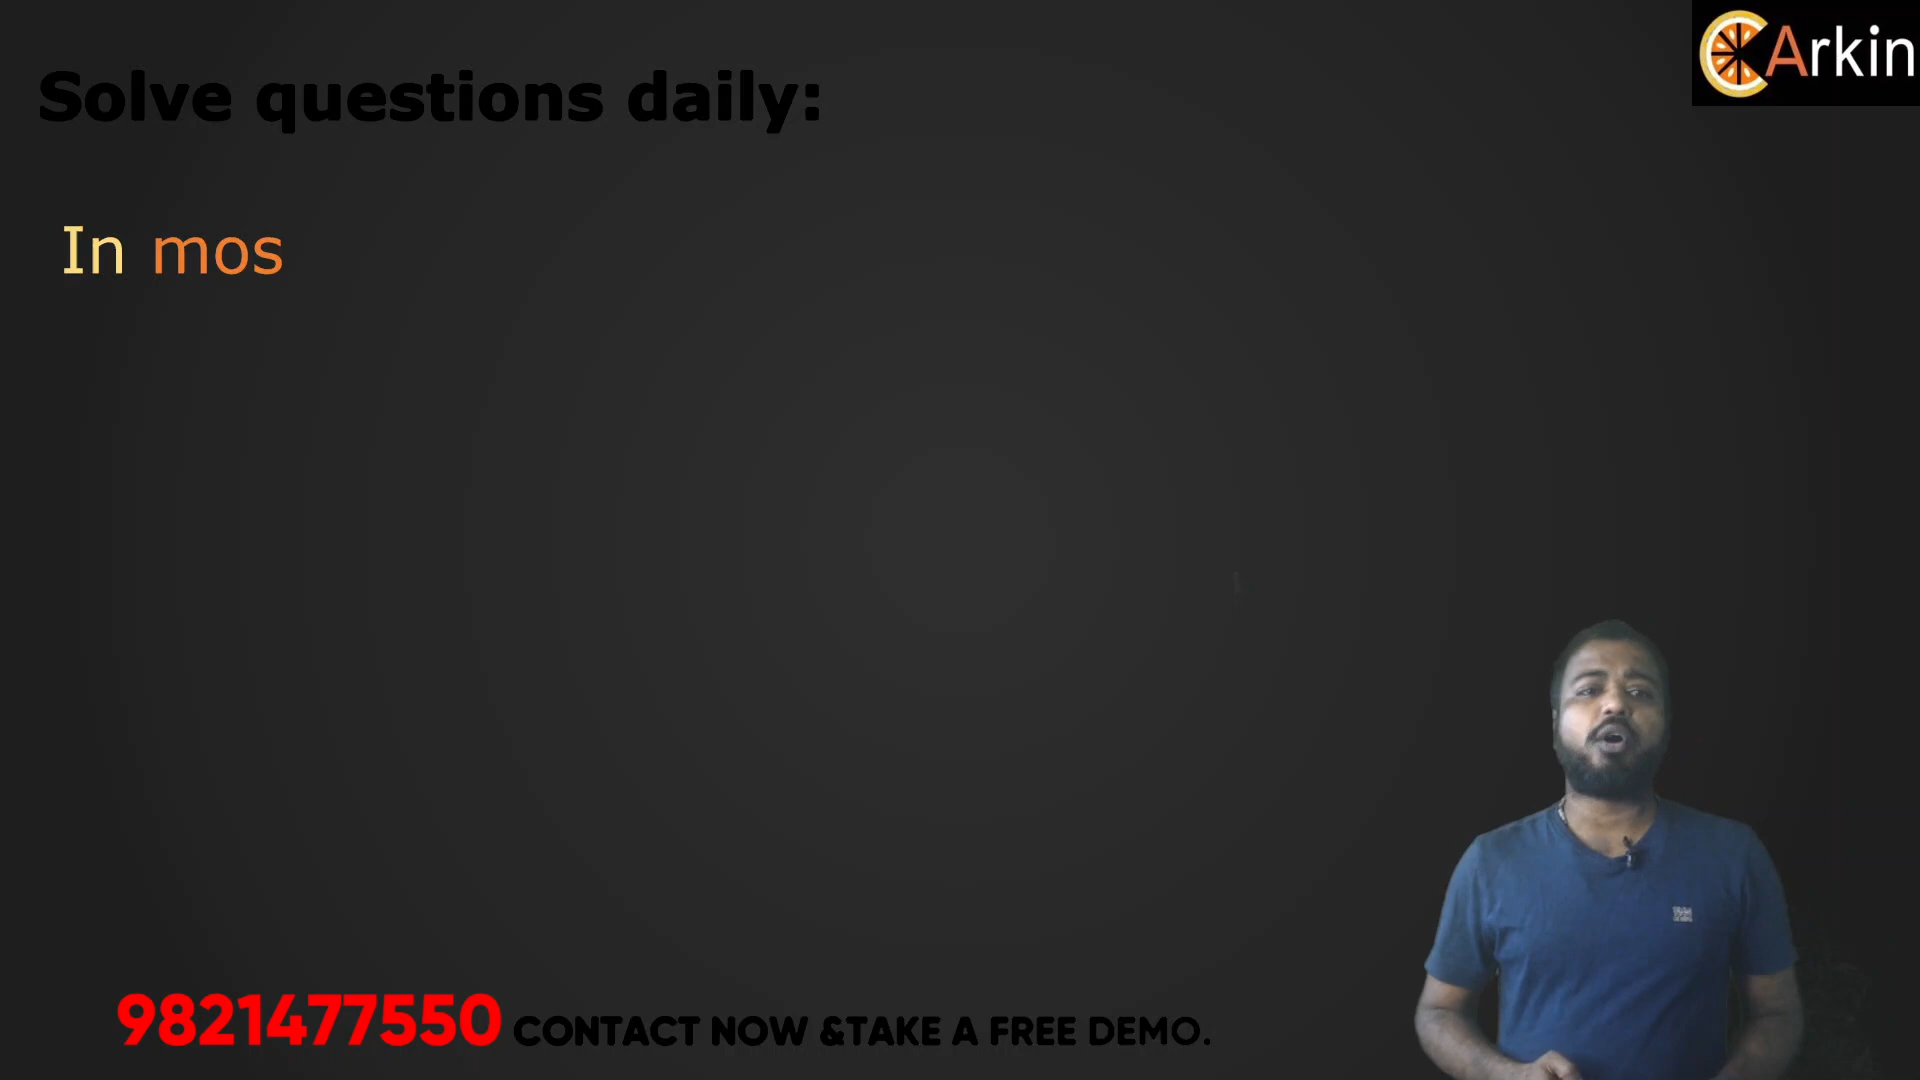 Arkin
Solve questions daily:
In mos
9821477550 CONTACT NOW &TAKE A FREE DEMO.